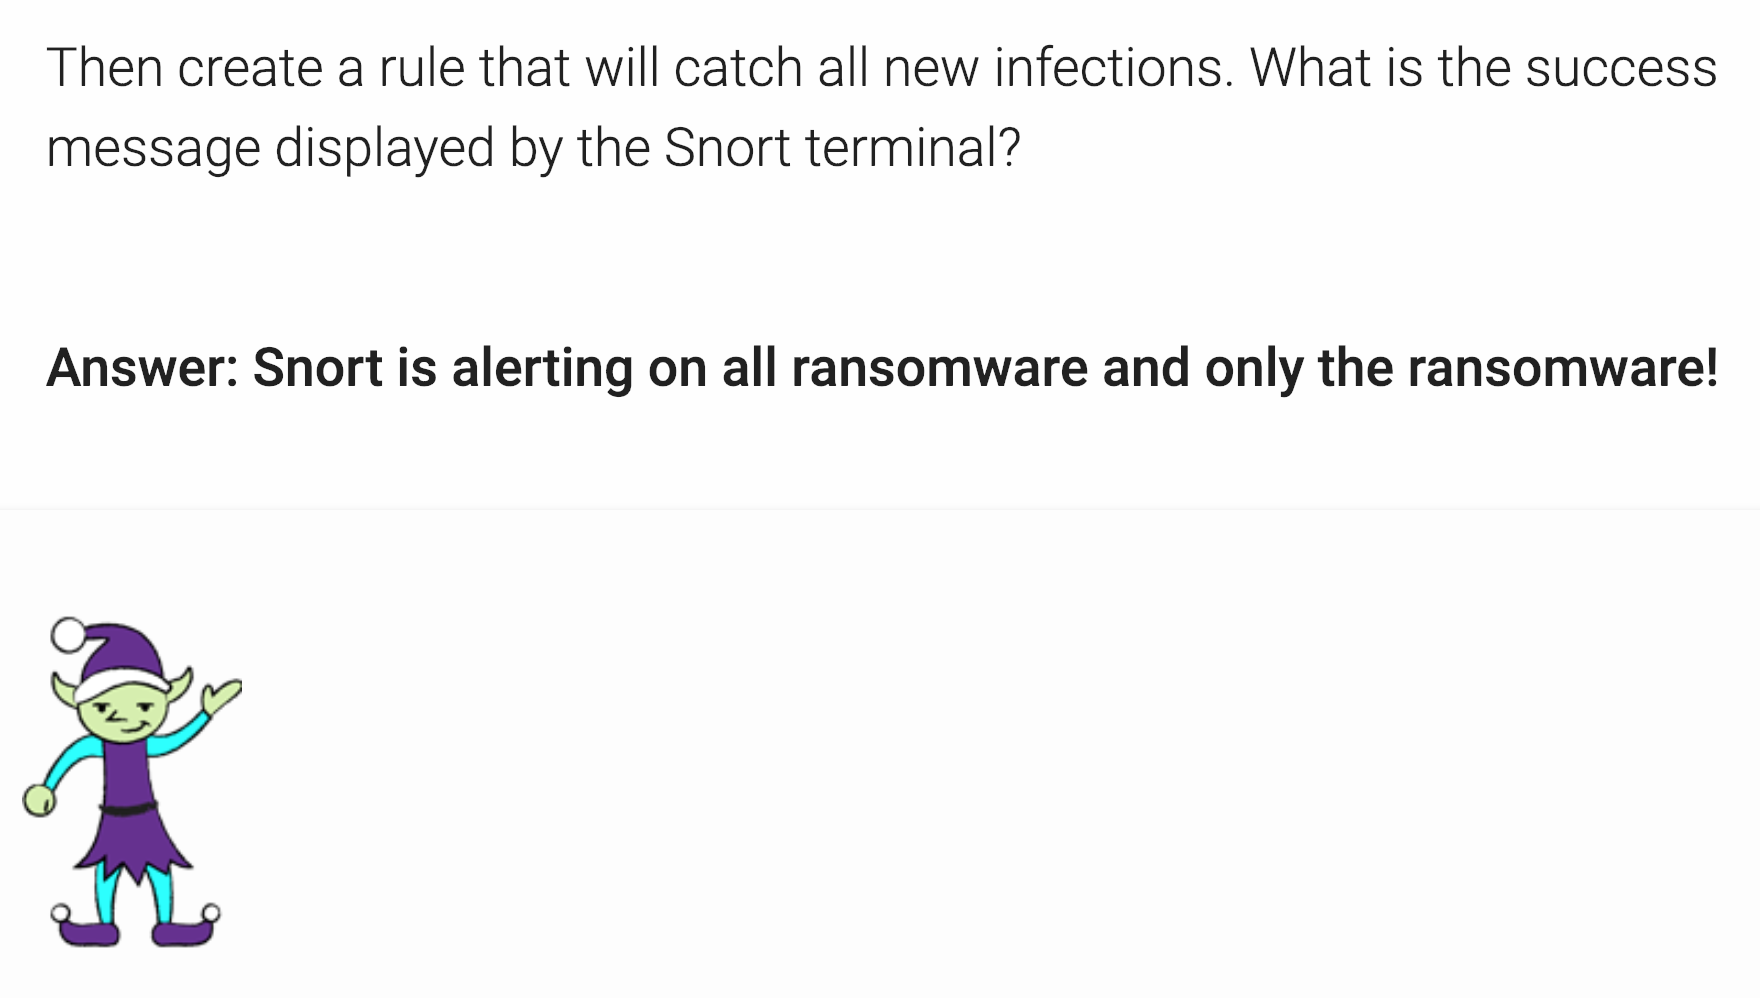 Then create a rule that will catch all new infections. What is the success
message displayed by the Snort terminal?
Answer: Snort is alerting on all ransomware and only the ransomware!